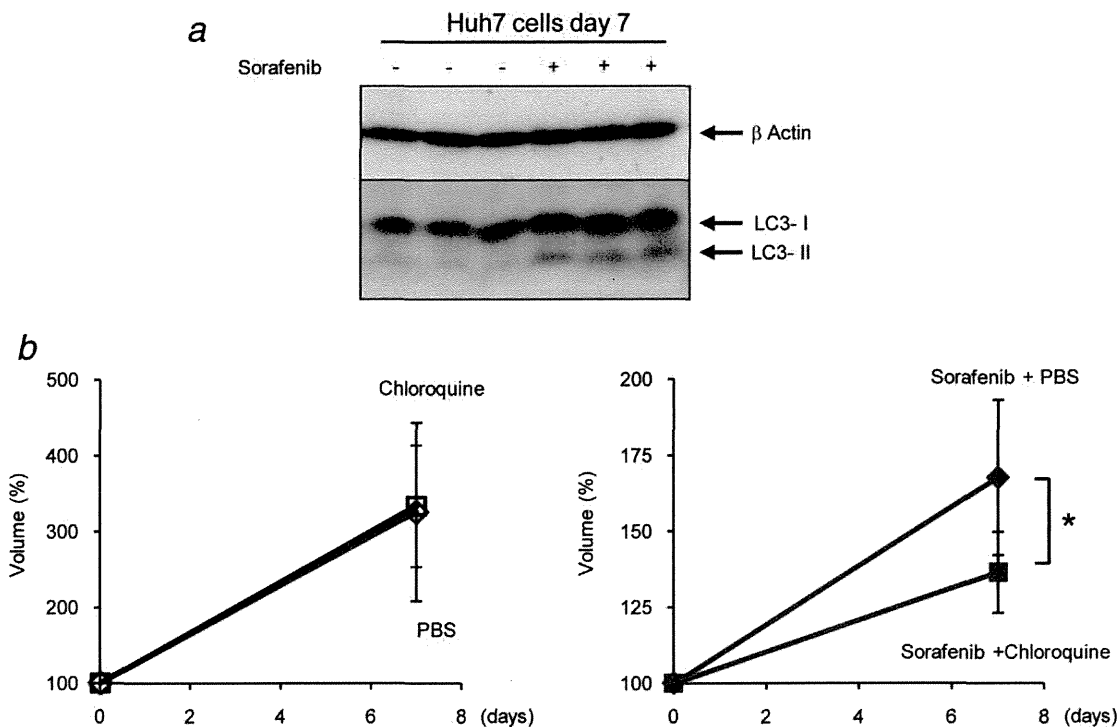 a
Huh7 cells day 7
Sorafenib - - - + + +
β Actin
LC3- I
LC3- II
b
500
400
300
200
100
Volume (%)
0 2 4 6 8 (days)
Chloroquine
PBS
200
175
150
125
100
Volume (%)
0 2 4 6 8 (days)
Sorafenib + PBS
*
Sorafenib +Chloroquine